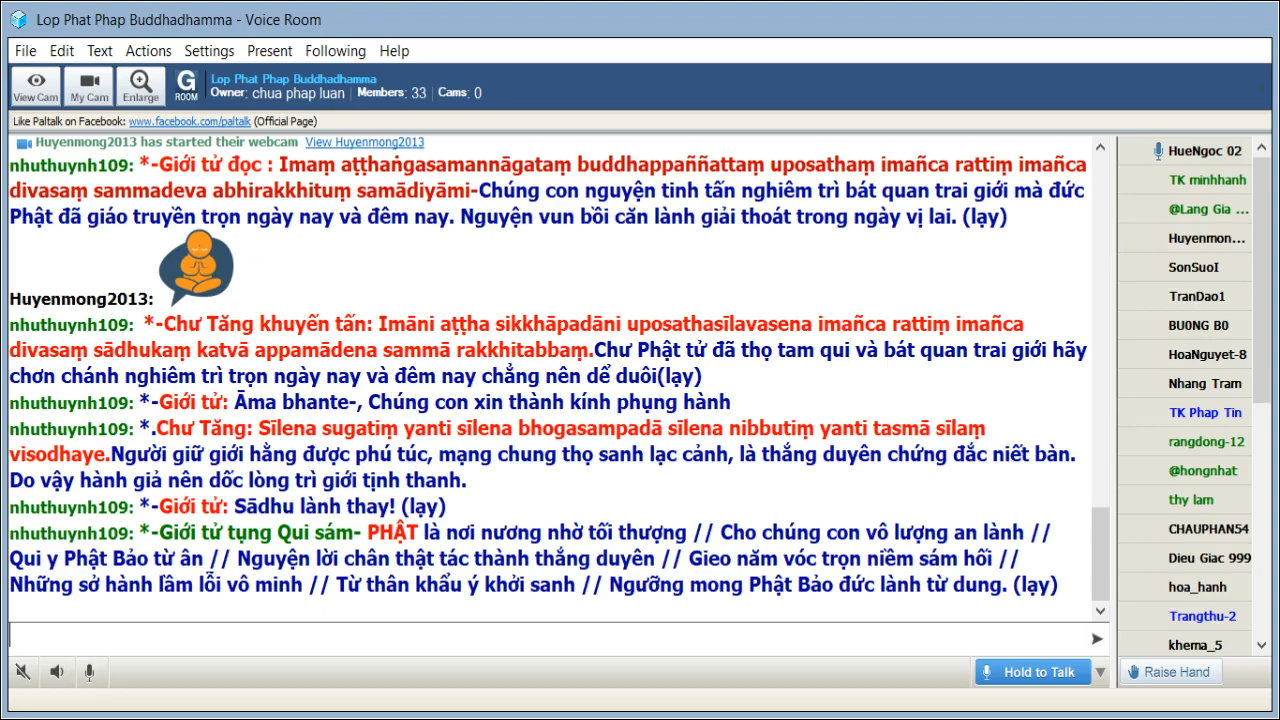 Lop Phat Phap Buddhadhamma - Voice Room
File Edit Text Actions Settings Present Following Help
View Cam My Cam Enlarge G ROOM
Lop Phat Phap Buddhadhamma
Owner: chua phap luan Members: 33 Cams: 0
Like Paltalk on Facebook: www.facebook.com/paltalk (Official Page)
Huyenmong2013 has started their webcam View Huyenmong2013
nhuthuynh109: *-Giới tử đọc : Imaṃ aṭṭhaṅgasamannāgataṃ buddhappaññattaṃ uposathaṃ imañca rattiṃ imañca
divasaṃ sammadeva abhirakkhituṃ samādiyāmi-Chúng con nguyện tinh tấn nghiêm trì bát quan trai giới mà đức
Phật đã giáo truyền trọn ngày nay và đêm nay. Nguyện vun bồi căn lành giải thoát trong ngày vị lai. (lạy)
Huyenmong2013:
nhuthuynh109: *-Chư Tăng khuyến tấn: Imāni aṭṭha sikkhāpadāni uposathasīlavasena imañca rattiṃ imañca
divasaṃ sādhukaṃ katvā appamādena sammā rakkhitabbaṃ.Chư Phật tử đã thọ tam qui và bát quan trai giới hãy
chơn chánh nghiêm trì trọn ngày nay và đêm nay chẳng nên dể duôi(lạy)
nhuthuynh109: *-Giới tử: Āma bhante-, Chúng con xin thành kính phụng hành
nhuthuynh109: *.Chư Tăng: Sīlena sugatiṃ yanti sīlena bhogasampadā sīlena nibbutiṃ yanti tasmā sīlaṃ
visodhaye.Người giữ giới hằng được phú túc, mạng chung thọ sanh lạc cảnh, là thắng duyên chứng đắc niết bàn.
Do vậy hành giả nên dốc lòng trì giới tịnh thanh.
nhuthuynh109: *-Giới tử: Sādhu lành thay! (lạy)
nhuthuynh109: *-Giới tử tụng Qui sám- PHẬT là nơi nương nhờ tối thượng // Cho chúng con vô lượng an lành //
Qui y Phật Bảo từ ân // Nguyện lời chân thật tác thành thắng duyên // Gieo năm vóc trọn niềm sám hối //
Những sở hành lầm lỗi vô minh // Từ thân khẩu ý khởi sanh // Ngưỡng mong Phật Bảo đức lành từ dung. (lạy)
HueNgoc 02
TK minhhanh
@Lang Gia ...
Huyenmon...
SonSuoI
TranDao1
BU0NG B0
HoaNguyet-8
Nhang Tram
TK Phap Tin
rangdong-12
@hongnhat
thy lam
CHAUPHAN54
Dieu Giac 999
hoa_hanh
Trangthu-2
khema_5
Hold to Talk
Raise Hand